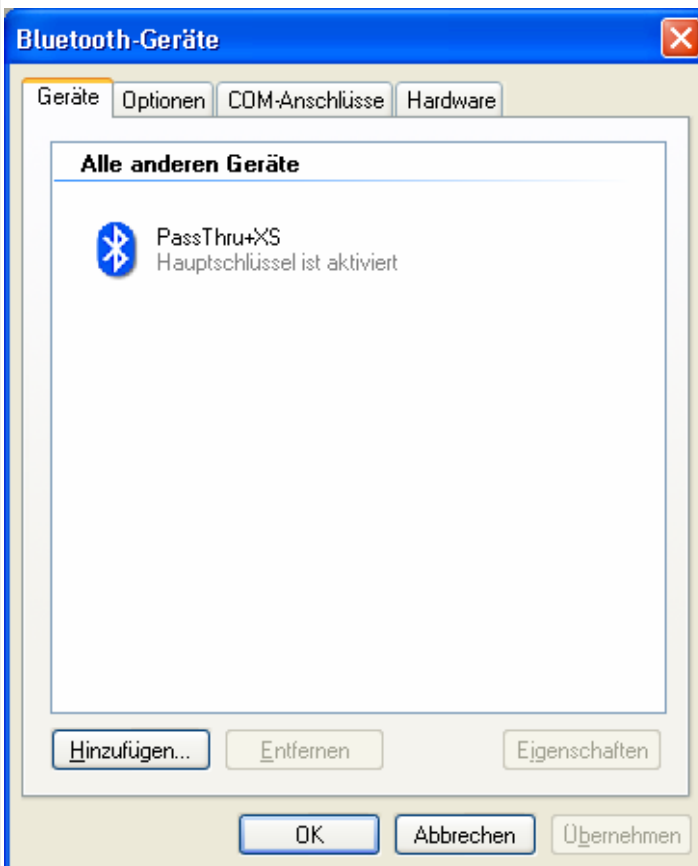 Bluetooth-Geräte
Geräte Optionen COM-Anschlüsse Hardware
Alle anderen Geräte
PassThru+XS
Hauptschlüssel ist aktiviert
Hinzufügen... Entfernen Eigenschaften
OK Abbrechen Übernehmen